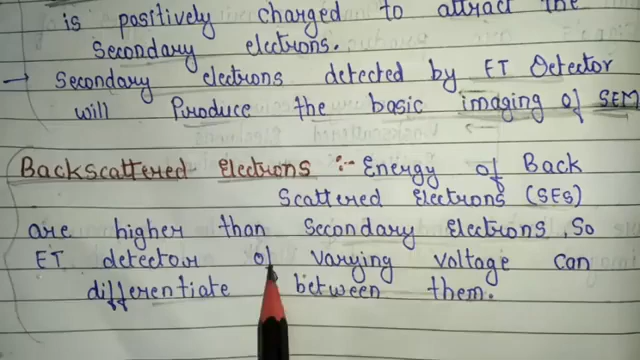 is positively charged to attract the
Secondary electrons.
→ Secondary electrons detected by ET Detector
will Produce the basic imaging of SEM
Backscattered Electrons :- Energy of Back
Scattered Electrons (SEs)
are higher than Secondary Electrons. So
ET detector of varying voltage can
differentiate between them.